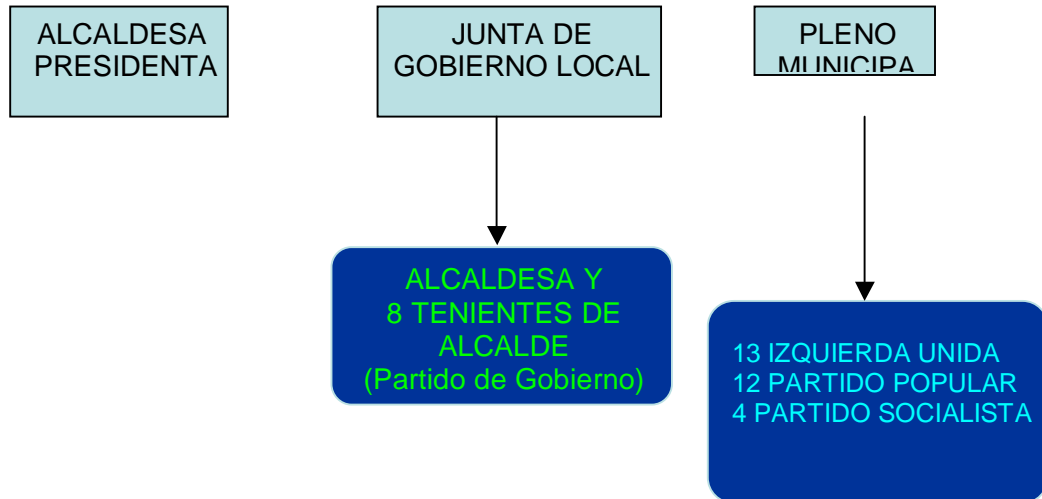 ALCALDESA
PRESIDENTA
JUNTA DE
GOBIERNO LOCAL
PLENO
MUNICIPA
ALCALDESA Y
8 TENIENTES DE
ALCALDE
(Partido de Gobierno)
13 IZQUIERDA UNIDA
12 PARTIDO POPULAR
4 PARTIDO SOCIALISTA